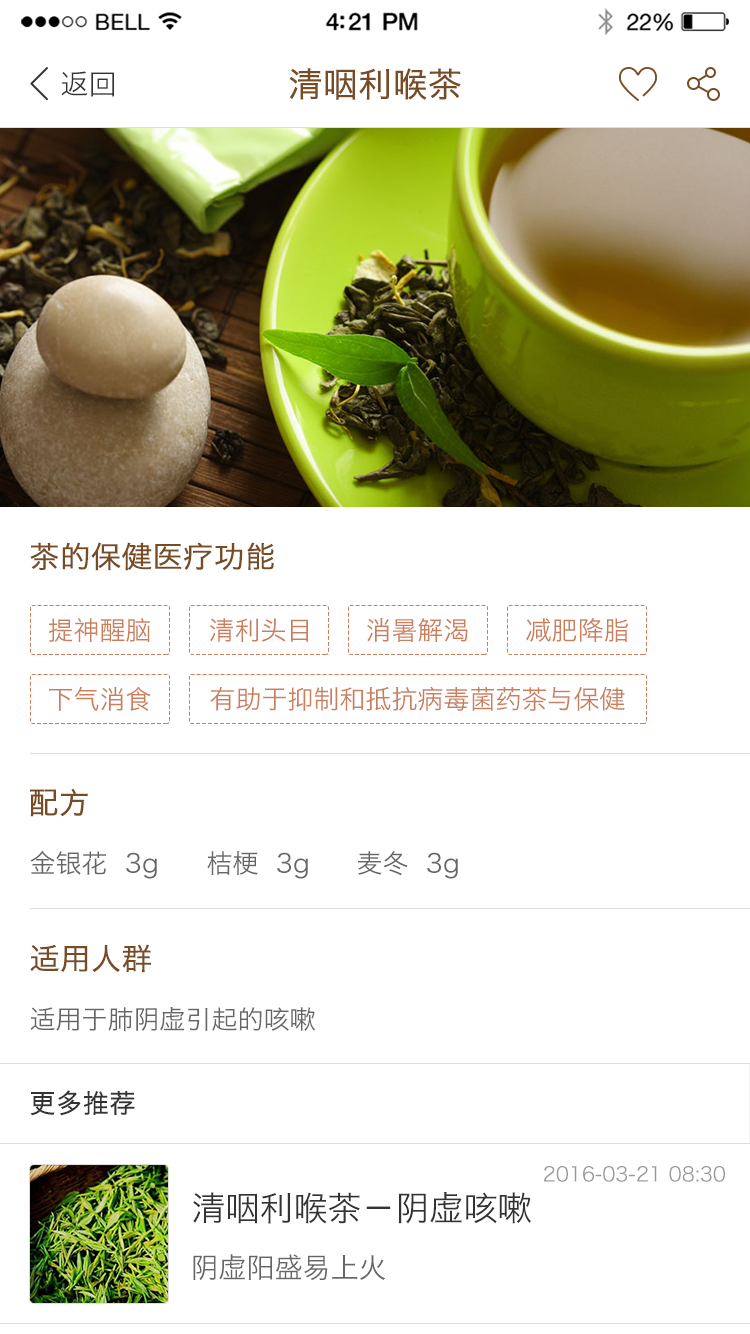 BELL 4:21 PM 22%
返回 清咽利喉茶
茶的保健医疗功能
提神醒脑 清利头目 消暑解渴 减肥降脂
下气消食 有助于抑制和抵抗病毒菌药茶与保健
配方
金银花 3g 桔梗 3g 麦冬 3g
适用人群
适用于肺阴虚引起的咳嗽
更多推荐
2016-03-21 08:30
清咽利喉茶－阴虚咳嗽
阴虚阳盛易上火